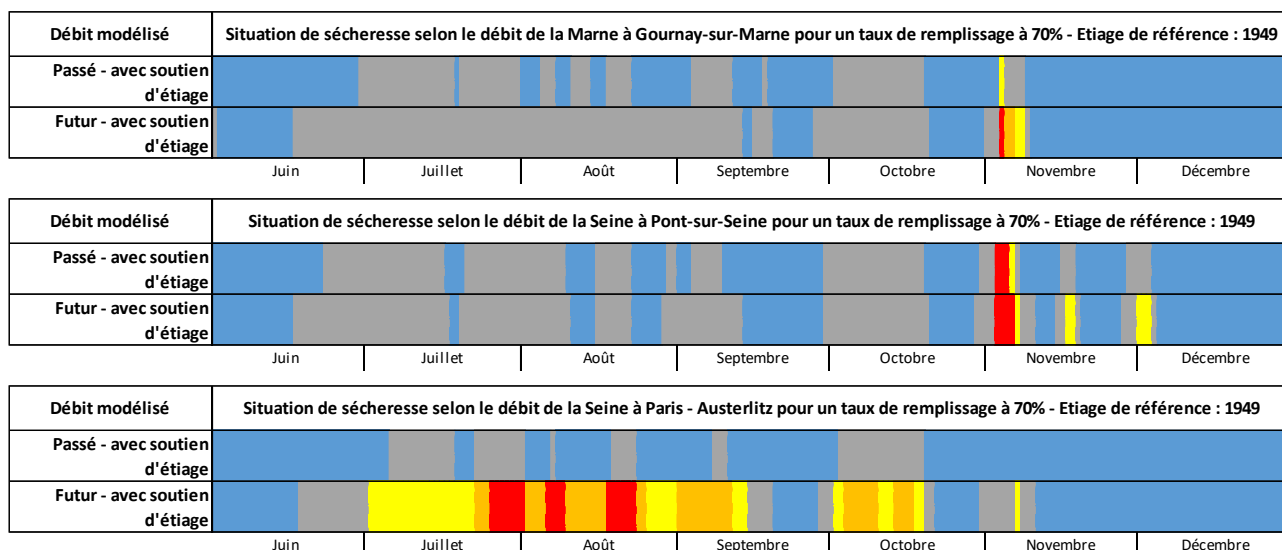 Débit modélisé
Situation de sécheresse selon le débit de la Marne à Gournay-sur-Marne pour un taux de remplissage à 70% - Etiage de référence : 1949
Passé - avec soutien
d'étiage
Futur - avec soutien
d'étiage
Juin Juillet Août Septembre Octobre Novembre Décembre
Débit modélisé
Situation de sécheresse selon le débit de la Seine à Pont-sur-Seine pour un taux de remplissage à 70% - Etiage de référence : 1949
Passé - avec soutien
d'étiage
Futur - avec soutien
d'étiage
Juin Juillet Août Septembre Octobre Novembre Décembre
Débit modélisé
Situation de sécheresse selon le débit de la Seine à Paris - Austerlitz pour un taux de remplissage à 70% - Etiage de référence : 1949
Passé - avec soutien
d'étiage
Futur - avec soutien
d'étiage
Juin Juillet Août Septembre Octobre Novembre Décembre